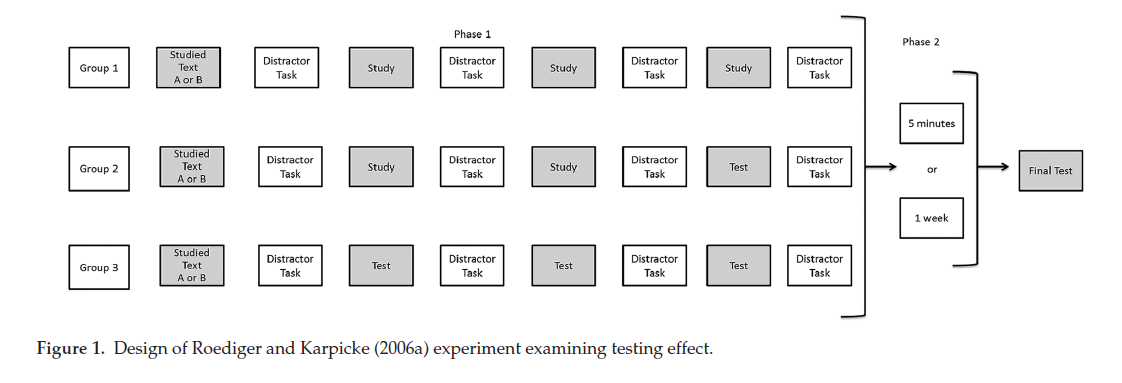 Phase 1
Phase 2
Group 1
Studied
Text
A or B
Distractor
Task
Study
Distractor
Task
Study
Distractor
Task
Study
Distractor
Task
Group 2
Studied
Text
A or B
Distractor
Task
Study
Distractor
Task
Study
Distractor
Task
Test
Distractor
Task
Group 3
Studied
Text
A or B
Distractor
Task
Test
Distractor
Task
Test
Distractor
Task
Test
Distractor
Task
5 minutes
or
1 week
Final Test
Figure 1. Design of Roediger and Karpicke (2006a) experiment examining testing effect.